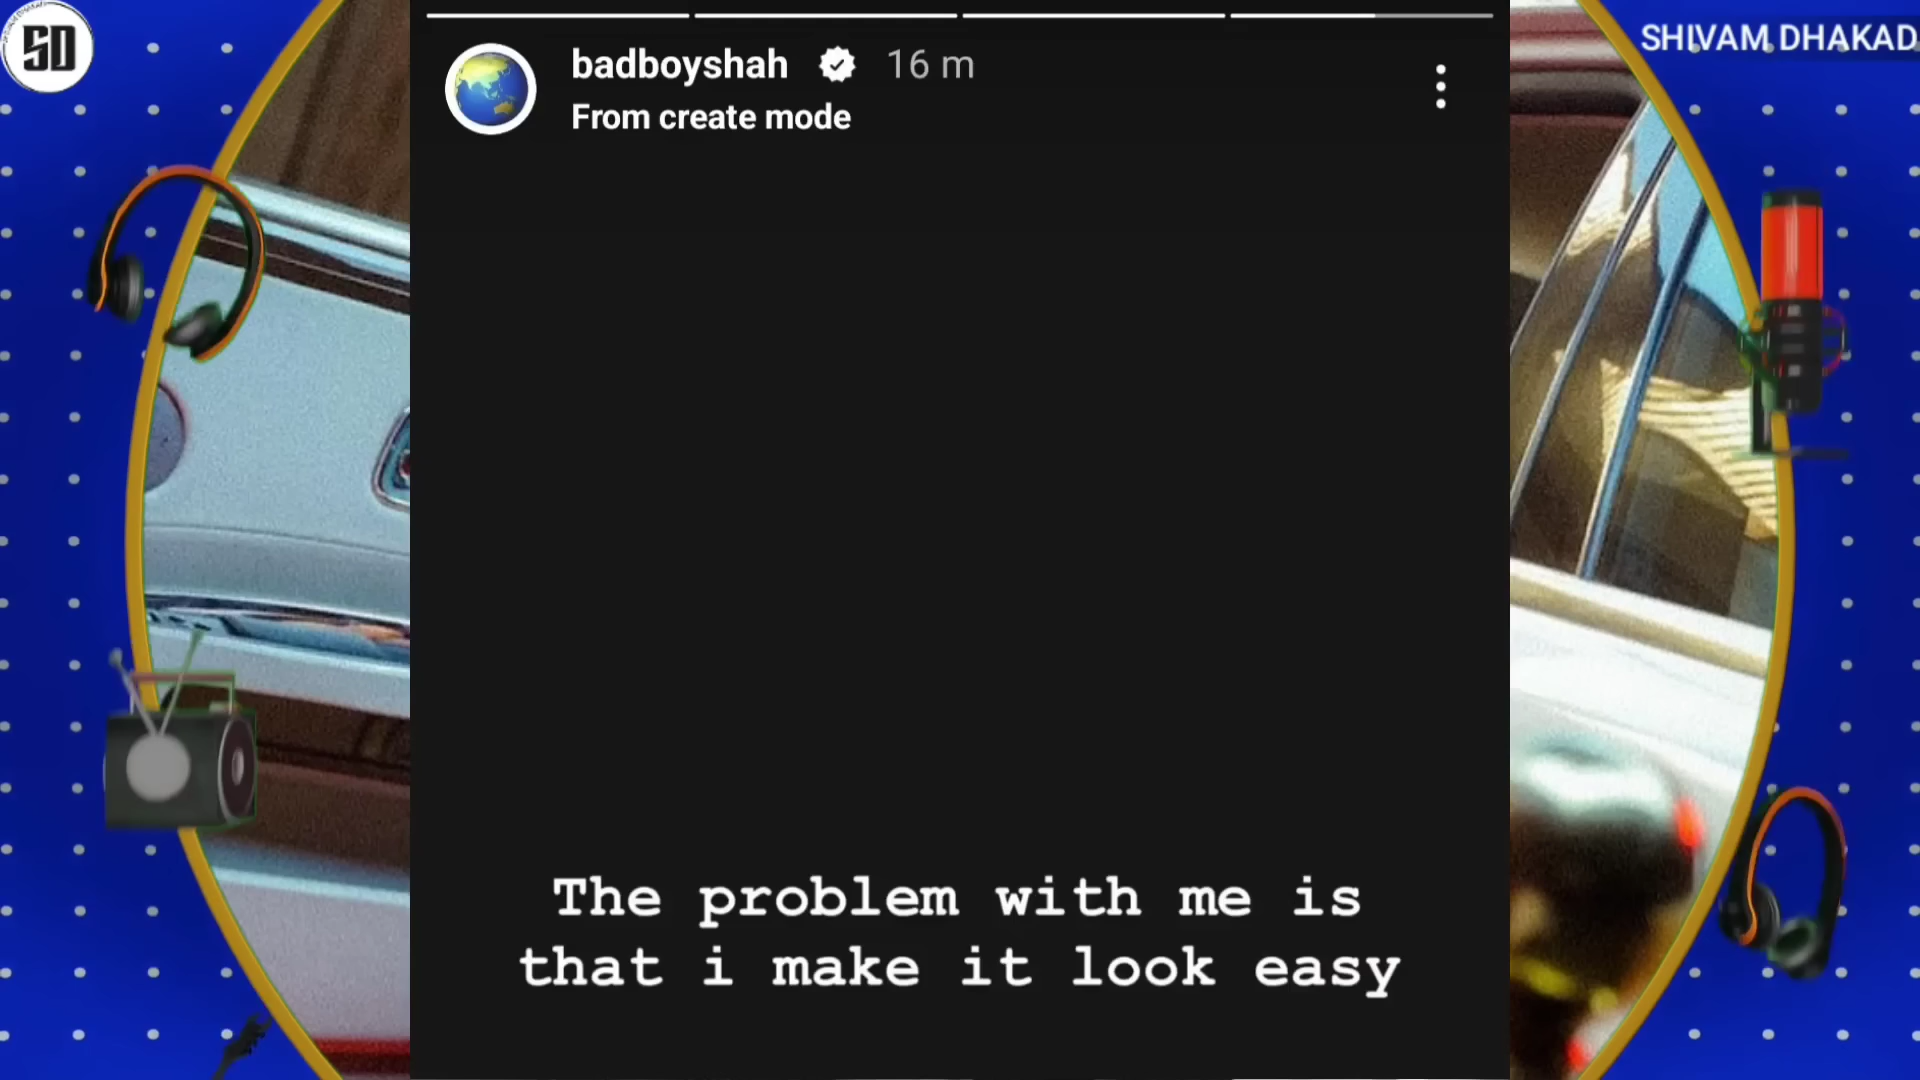 SD
SHIVAM DHAKAD
badboyshah 16 m
From create mode
The problem with me is
that i make it look easy